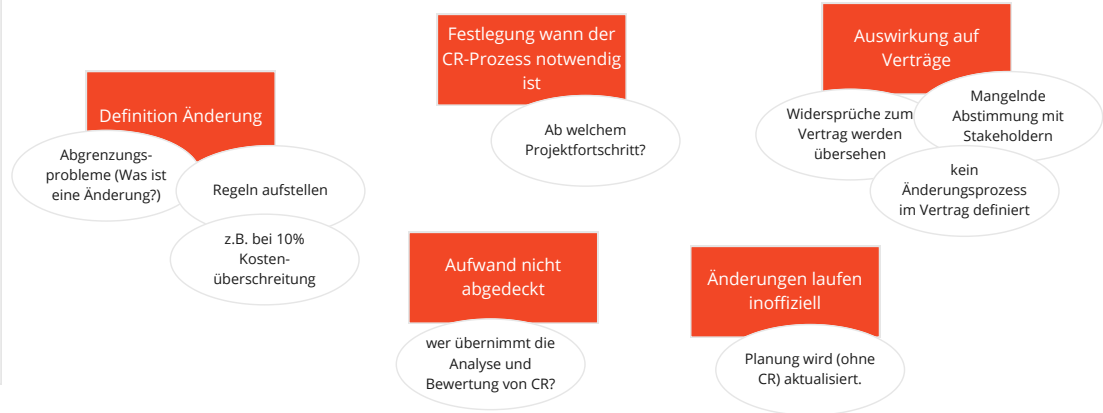 Definition Änderung
Abgrenzungs-
probleme (Was ist
eine Änderung?)
Regeln aufstellen
z.B. bei 10%
Kosten-
überschreitung
Festlegung wann der
CR-Prozess notwendig
ist
Ab welchem
Projektfortschritt?
Auswirkung auf
Verträge
Widersprüche zum
Vertrag werden
übersehen
Mangelnde
Abstimmung mit
Stakeholdern
kein
Änderungsprozess
im Vertrag definiert
Aufwand nicht
abgedeckt
wer übernimmt die
Analyse und
Bewertung von CR?
Änderungen laufen
inoffiziell
Planung wird (ohne
CR) aktualisiert.